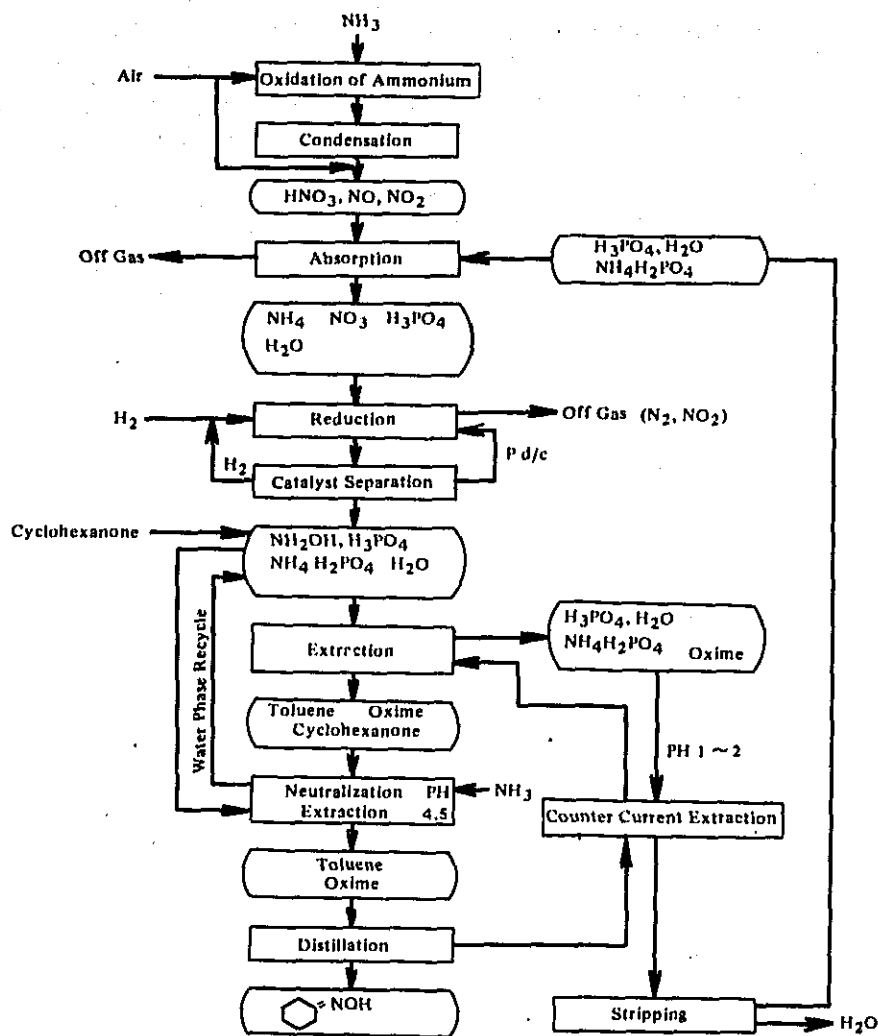 NH3
Air
Oxidation of Ammonium
Condensation
HNO3, NO, NO2
Off Gas
Absorption
H3PO4, H2O
NH4H2PO4
NH4 NO3 H3PO4
H2O
H2
Reduction
Off Gas (N2, NO2)
H2
Pd/c
Catalyst Separation
Cyclohexanone
NH2OH, H3PO4
NH4 H2PO4 H2O
Water Phase Recycle
Extrrction
H3PO4, H2O
NH4H2PO4 Oxime
Toluene Oxime
Cyclohexanone
PH 1 ~ 2
Neutralization PH
Extraction 4.5
NH3
Counter Current Extraction
Toluene
Oxime
Distillation
= NOH
Stripping
H2O